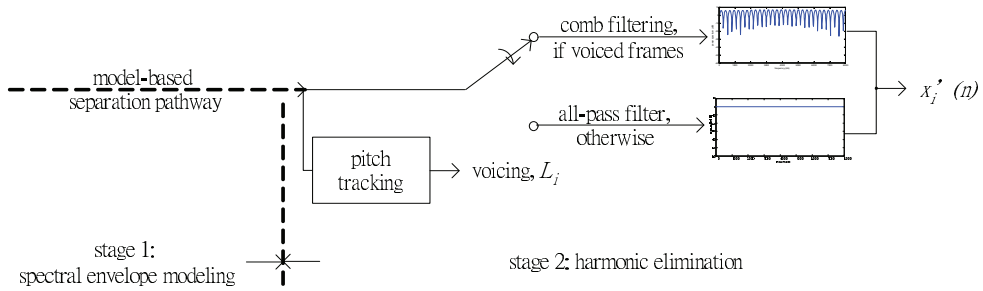 comb filtering,
if voiced frames
model-based
separation pathway
x_i' (n)
all-pass filter,
otherwise
pitch
tracking
voicing, L_i
stage 1:
spectral envelope modeling
stage 2: harmonic elimination